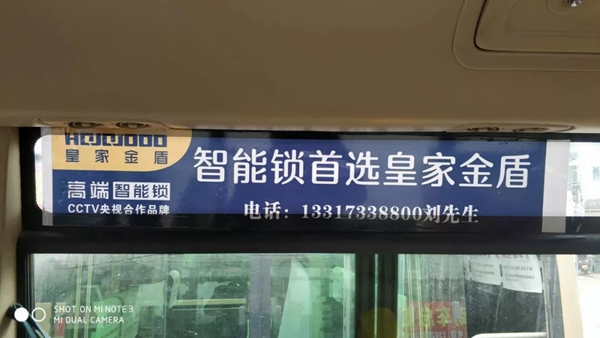 皇家金盾
高端智能锁
CCTV央视合作品牌
智能锁首选皇家金盾
电话：13317338800刘先生
SHOT ON MI NOTE 3
MI DUAL CAMERA